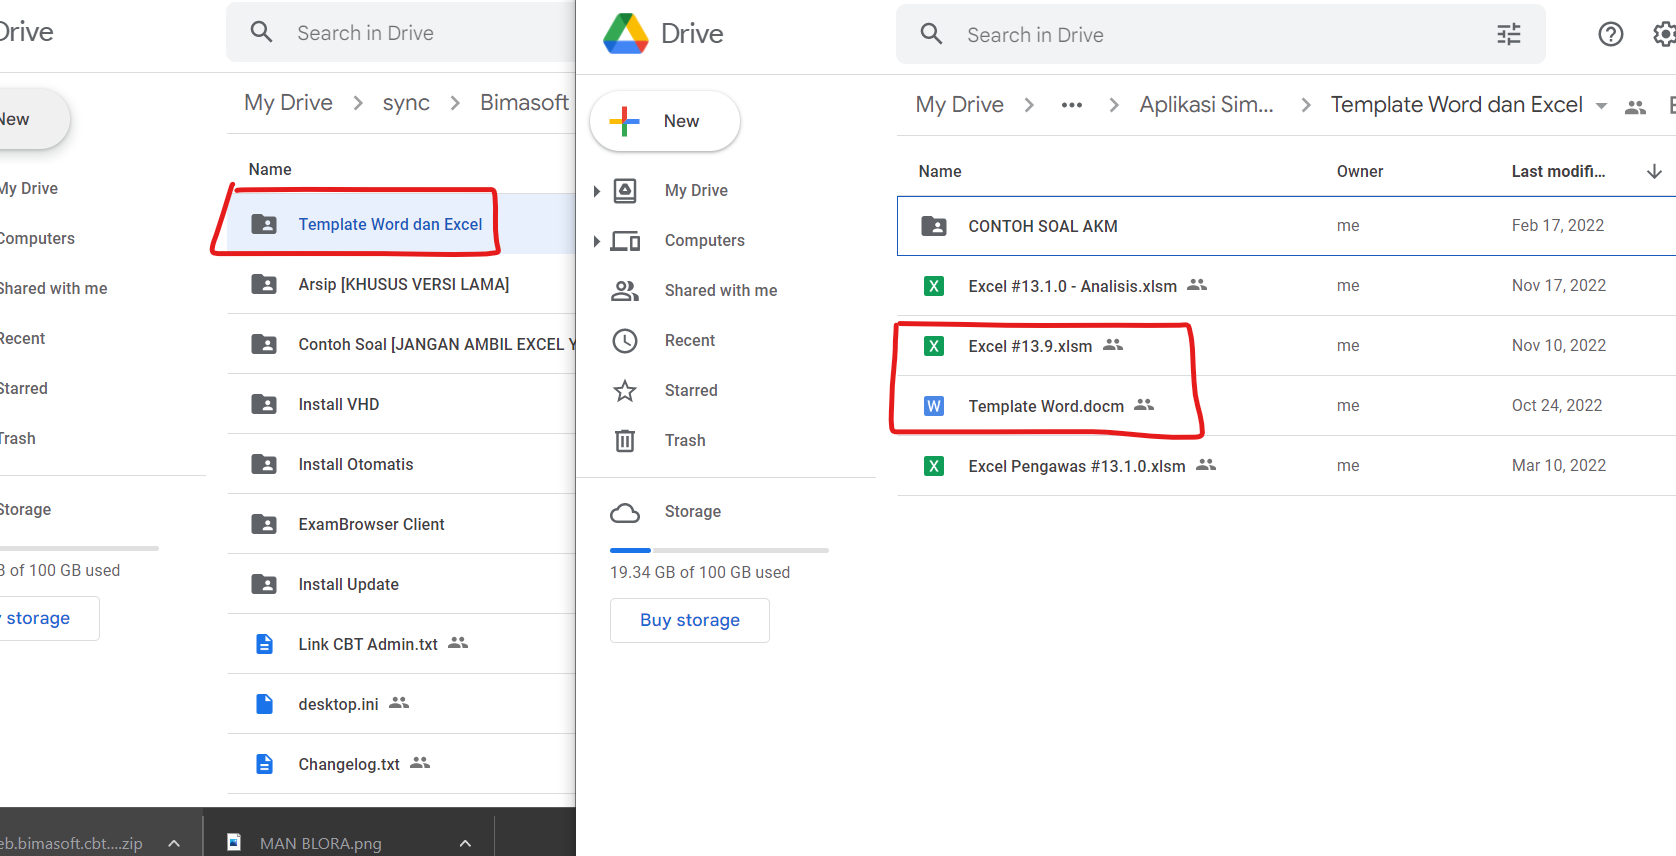 Drive
Search in Drive
My Drive > sync > Bimasoft
New
Name
My Drive
Template Word dan Excel
Computers
Arsip [KHUSUS VERSI LAMA]
Shared with me
Contoh Soal [JANGAN AMBIL EXCEL Y
Recent
Install VHD
Starred
Install Otomatis
Trash
ExamBrowser Client
Storage
B of 100 GB used
Install Update
storage
Link CBT Admin.txt
desktop.ini
Changelog.txt
eb.bimasoft.cbt....zip
MAN BLORA.png
Drive
Search in Drive
New
My Drive > ••• > Aplikasi Sim... > Template Word dan Excel
My Drive
Computers
Shared with me
Recent
Starred
Trash
Storage
19.34 GB of 100 GB used
Buy storage
Name Owner Last modifi...
CONTOH SOAL AKM me Feb 17, 2022
Excel #13.1.0 - Analisis.xlsm me Nov 17, 2022
Excel #13.9.xlsm me Nov 10, 2022
Template Word.docm me Oct 24, 2022
Excel Pengawas #13.1.0.xlsm me Mar 10, 2022